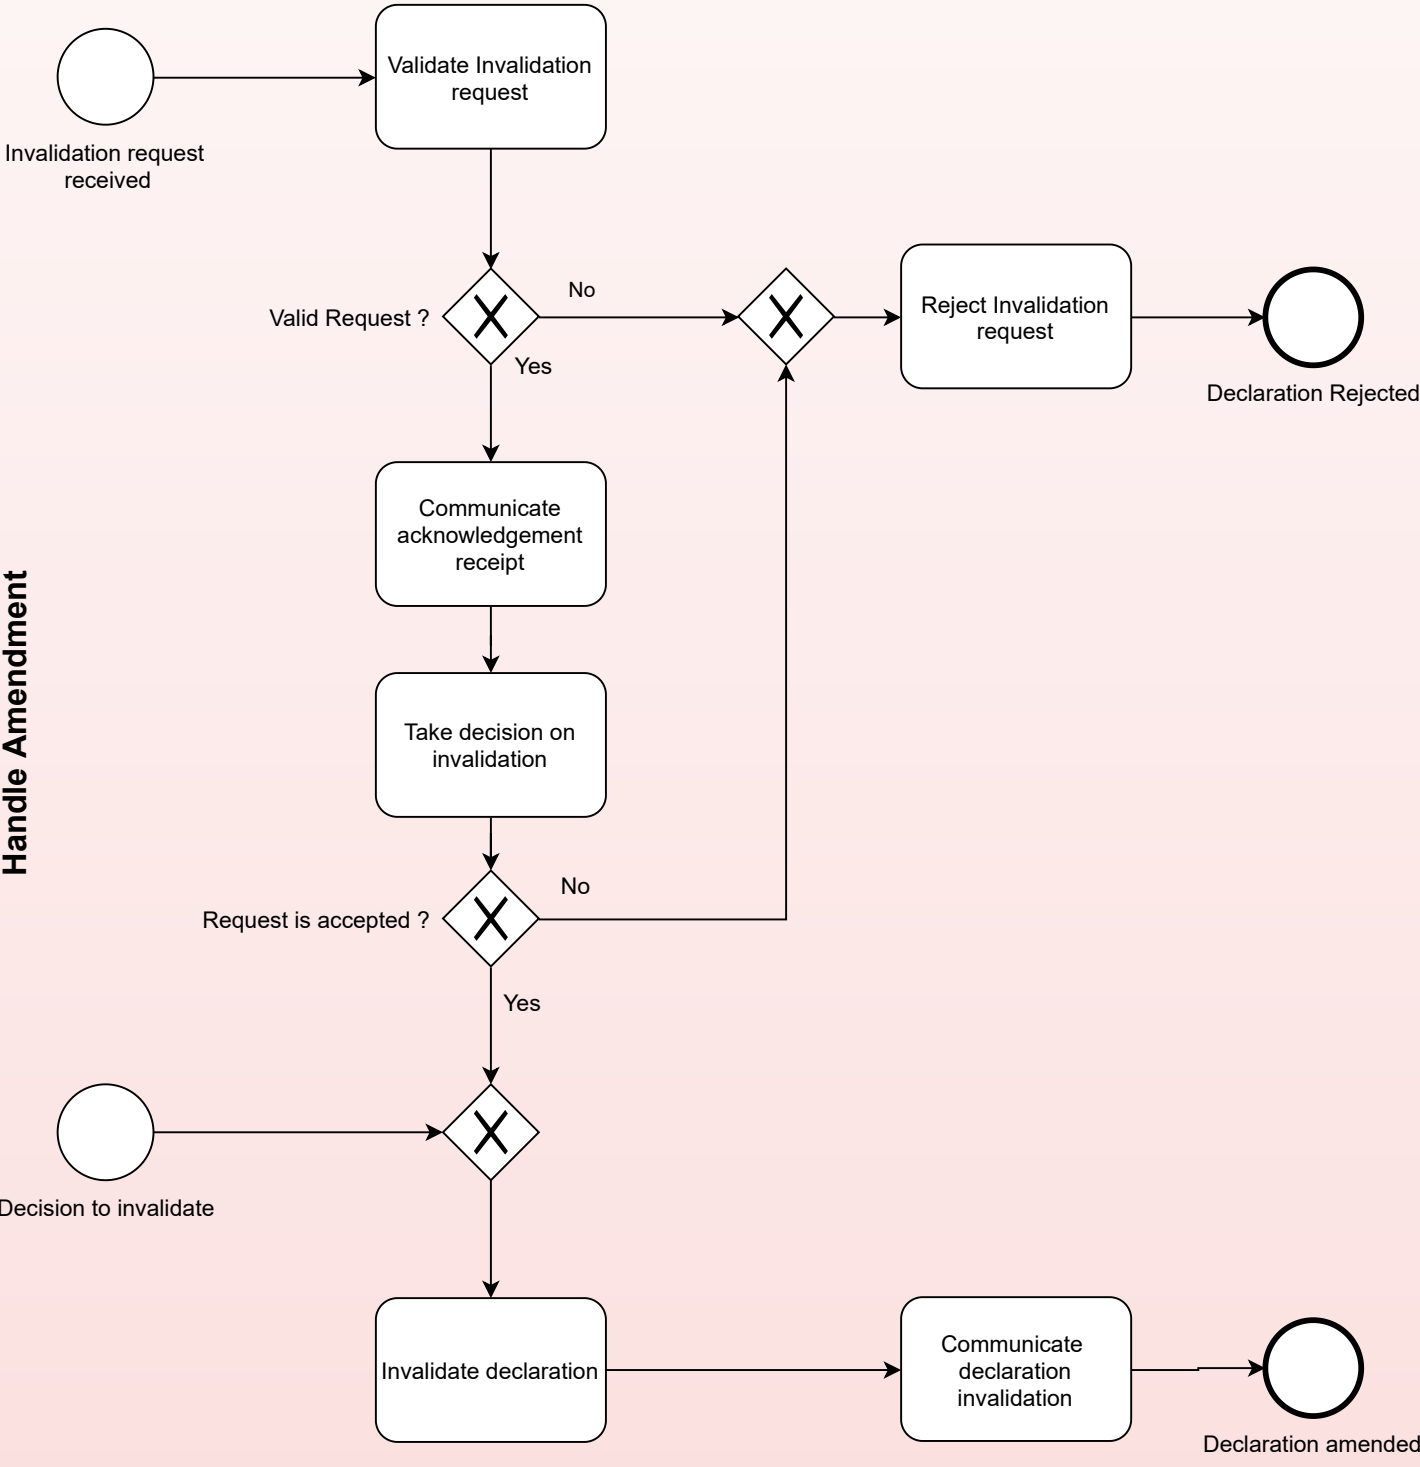 Validate Invalidation
request
Invalidation request
received
No
Valid Request ?
Yes
Reject Invalidation
request
Declaration Rejected
Communicate
acknowledgement
receipt
Handle Amendment
Take decision on
invalidation
No
Request is accepted ?
Yes
Decision to invalidate
Invalidate declaration
Communicate
declaration
invalidation
Declaration amended